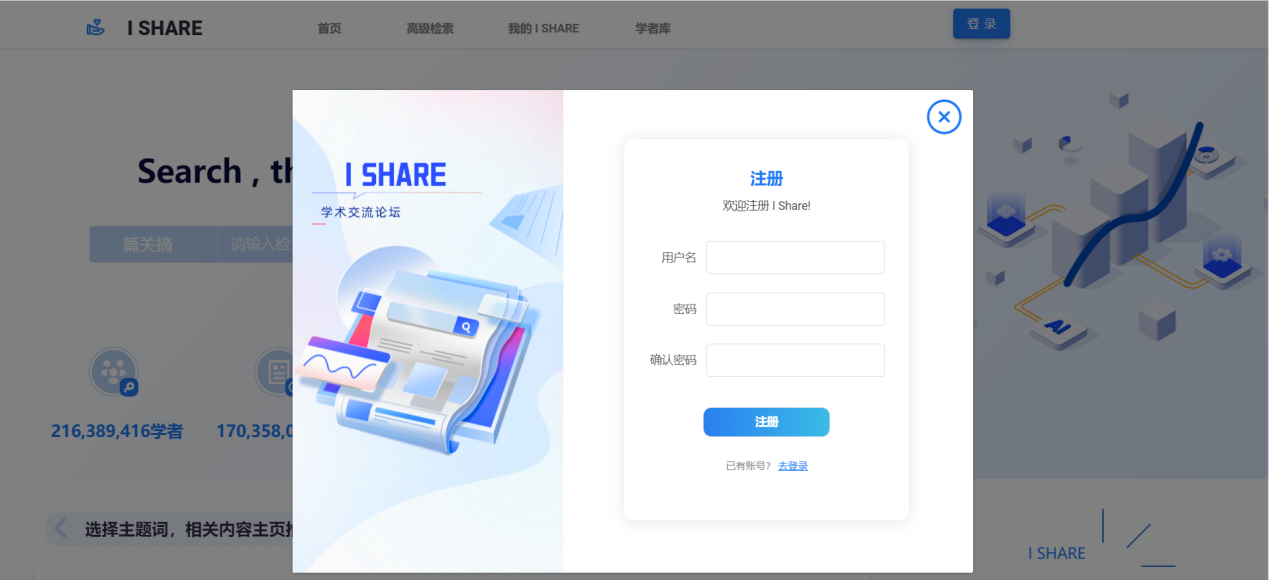 I SHARE 首页 高级检索 我的 I SHARE 学者库 登 录
Search , th
篇关摘 请输入检
216,389,416学者 170,358,0
选择主题词，相关内容主页推
I SHARE
学术交流论坛
AI
注册
欢迎注册 I Share!
用户名
密码
确认密码
注册
已有账号？ 去登录
I SHARE